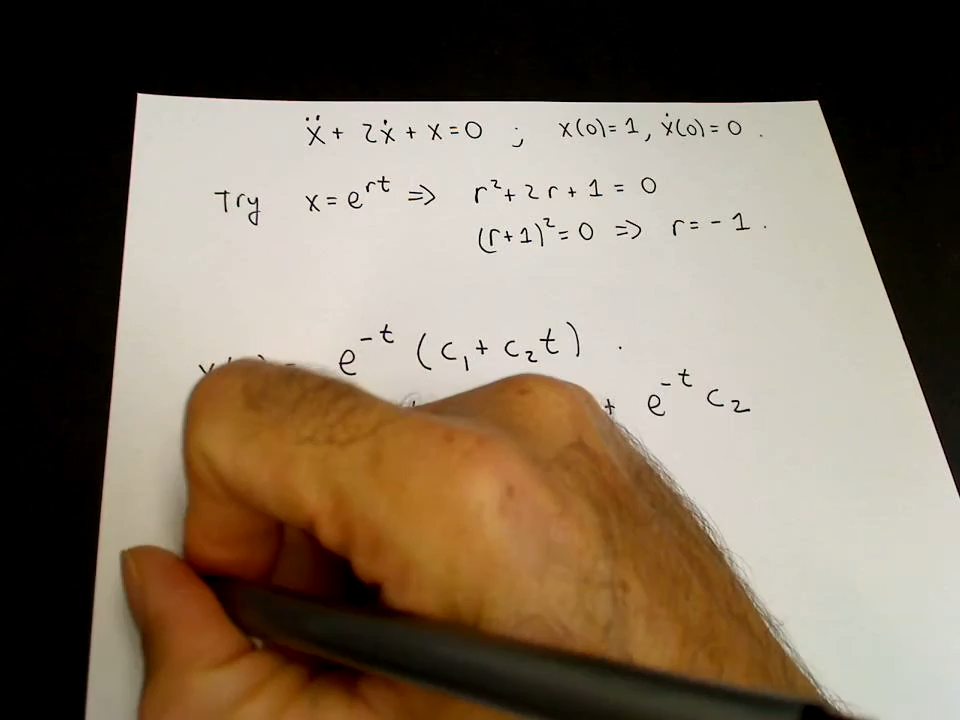 ẍ + 2ẋ + x = 0 ; x(0) = 1, ẋ(0) = 0 .
Try x = e^{rt} ⇒ r² + 2r + 1 = 0
(r+1)² = 0 ⇒ r = -1 .
e^{-t} (c₁ + c₂t) .
+ e^{-t} c₂